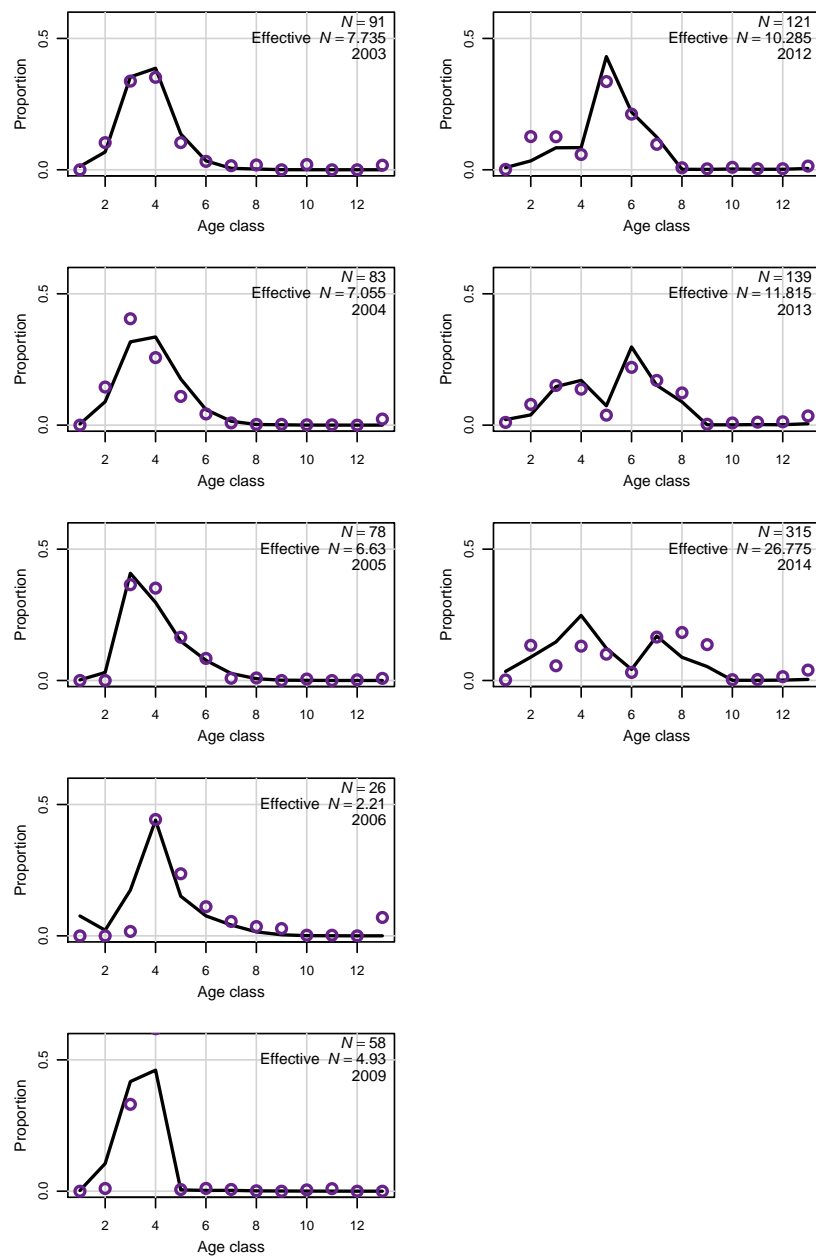 N = 91
Effective N = 7.735
2003
Proportion
0.5
0.0
2 4 6 8 10 12
Age class
N = 83
Effective N = 7.055
2004
Proportion
0.5
0.0
2 4 6 8 10 12
Age class
N = 78
Effective N = 6.63
2005
Proportion
0.5
0.0
2 4 6 8 10 12
Age class
N = 26
Effective N = 2.21
2006
Proportion
0.5
0.0
2 4 6 8 10 12
Age class
N = 58
Effective N = 4.93
2009
Proportion
0.5
0.0
2 4 6 8 10 12
Age class
N = 121
Effective N = 10.285
2012
Proportion
0.5
0.0
2 4 6 8 10 12
Age class
N = 139
Effective N = 11.815
2013
Proportion
0.5
0.0
2 4 6 8 10 12
Age class
N = 315
Effective N = 26.775
2014
Proportion
0.5
0.0
2 4 6 8 10 12
Age class